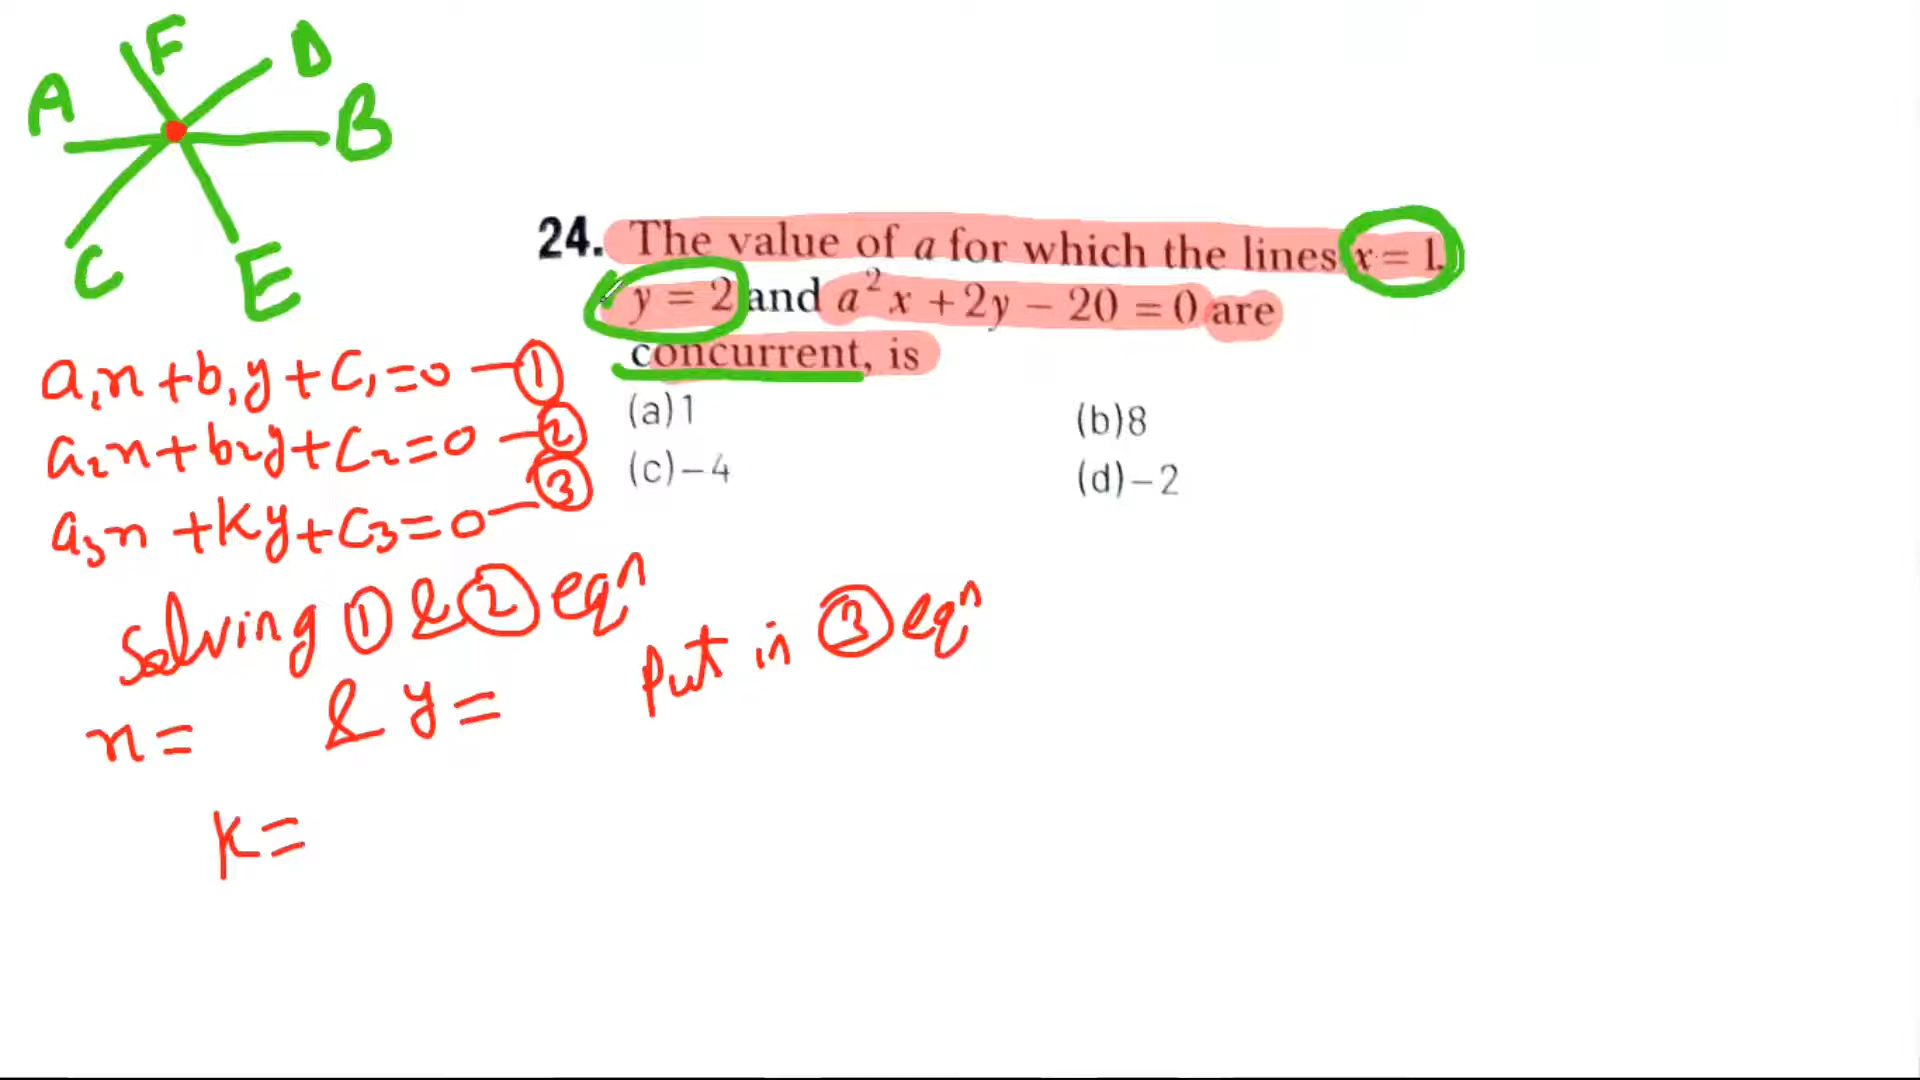 F D
A B
C E
24. The value of a for which the lines x = 1,
y = 2 and a²x + 2y − 20 = 0 are
concurrent, is
(a) 1 (b) 8
(c) −4 (d) −2
a₁x + b₁y + c₁ = 0 — ①
a₂x + b₂y + c₂ = 0 — ②
a₃x + ky + c₃ = 0 — ③
Solving ① & ② eqⁿ
x = & y = Put in ③ eqⁿ
k =